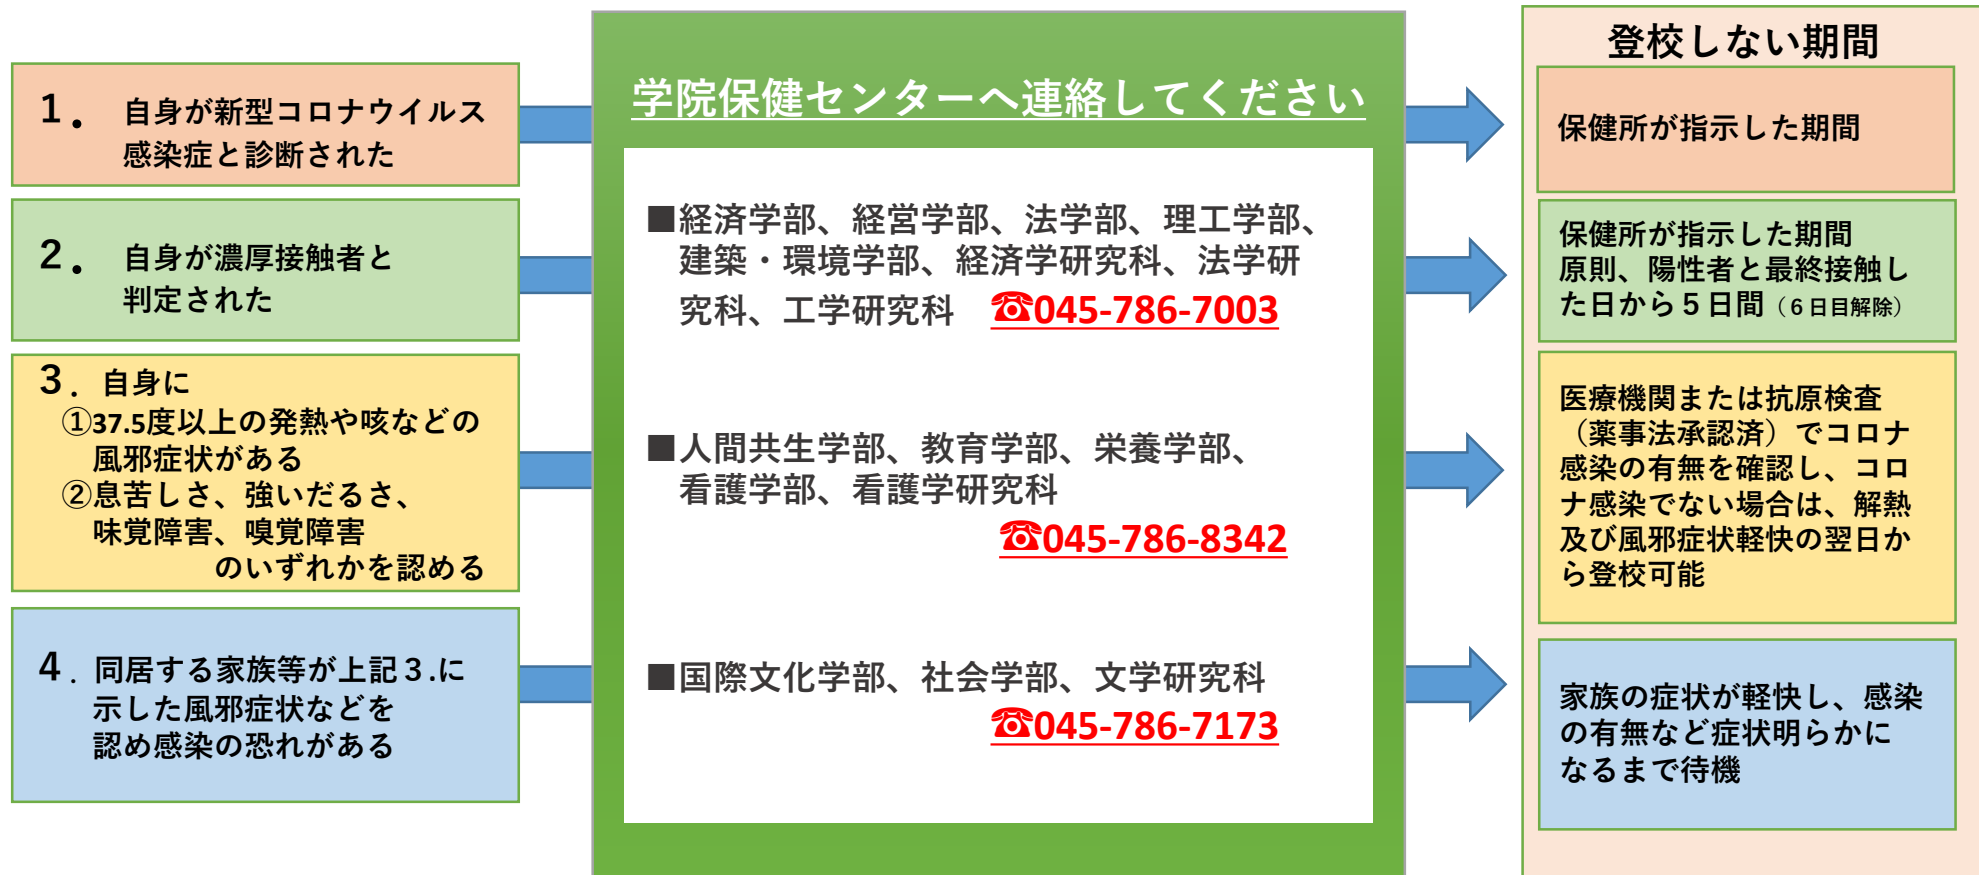 1. 自身が新型コロナウイルス
感染症と診断された
2. 自身が濃厚接触者と
判定された
3. 自身に
①37.5度以上の発熱や咳などの
風邪症状がある
②息苦しさ、強いだるさ、
味覚障害、嗅覚障害
のいずれかを認める
4. 同居する家族等が上記3.に
示した風邪症状などを
認め感染の恐れがある
学院保健センターへ連絡してください
■経済学部、経営学部、法学部、理工学部、
建築・環境学部、経済学研究科、法学研
究科、工学研究科 ☎045-786-7003
■人間共生学部、教育学部、栄養学部、
看護学部、看護学研究科
☎045-786-8342
■国際文化学部、社会学部、文学研究科
☎045-786-7173
登校しない期間
保健所が指示した期間
保健所が指示した期間
原則、陽性者と最終接触し
た日から5日間(6日目解除)
医療機関または抗原検査
(薬事法承認済)でコロナ
感染の有無を確認し、コロ
ナ感染でない場合は、解熱
及び風邪症状軽快の翌日か
ら登校可能
家族の症状が軽快し、感染
の有無など症状明らかに
なるまで待機